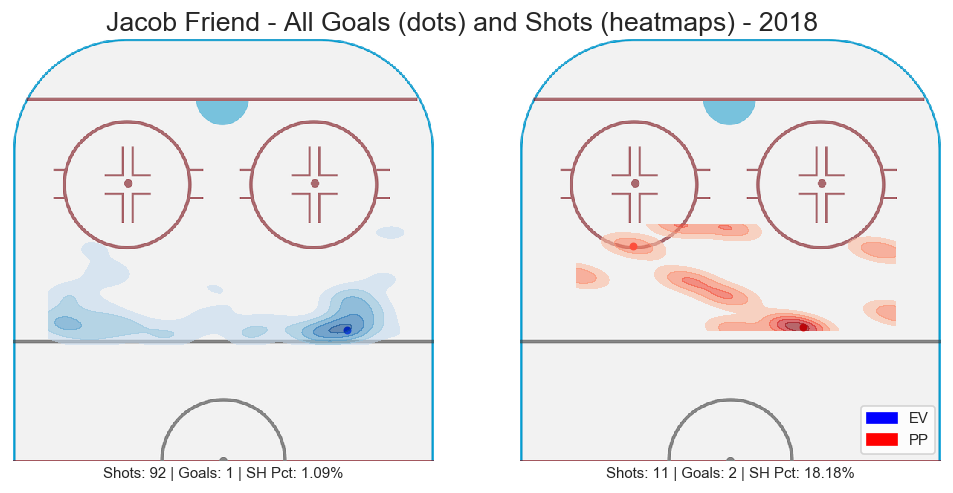 Jacob Friend - All Goals (dots) and Shots (heatmaps) - 2018
EV
PP
Shots: 92 | Goals: 1 | SH Pct: 1.09%
Shots: 11 | Goals: 2 | SH Pct: 18.18%